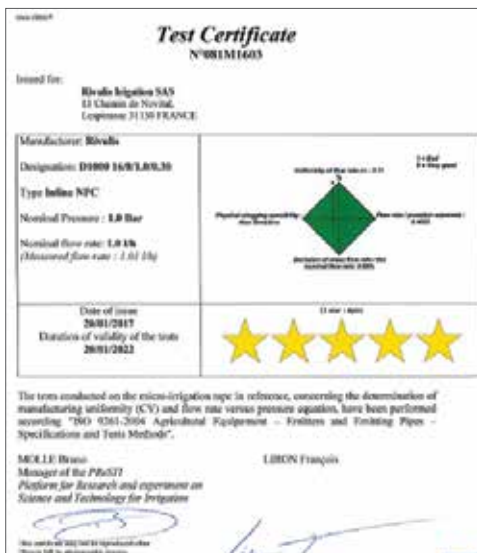 Test Certificate
N°081M1603
Issued for:
Rivulis Irrigation SAS
Lespinasse 31150 FRANCE
Manufacturer: Rivulis
Designation: D1000 16/8/1.0/0.30
Type Inline NPC
Nominal Pressure : 1.0 Bar
Nominal flow rate: 1.0 l/h
(Measured flow rate : 1.01 l/h)
Date of issue
20/01/2017
Duration of validity of the tests
20/01/2022
The tests conducted on the micro-irrigation tape in reference, concerning the determination of
manufacturing uniformity (CV) and flow rate versus pressure equation, have been performed
according "ISO 9261-2004 Agricultural Equipment – Emitters and Emitting Pipes –
Specifications and Tests Methods".
MOLLE Bruno
LIBON François
Manager of the PReSTI
Platform for Research and experiment on
Science and Technology for Irrigation